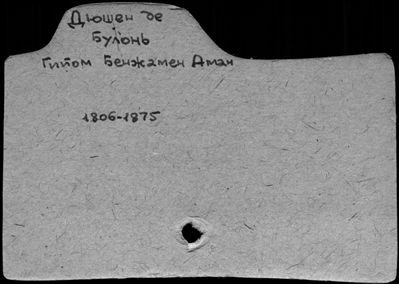 Дюшен де
Булонь
Гийом Бенжамен Аман
1806-1875